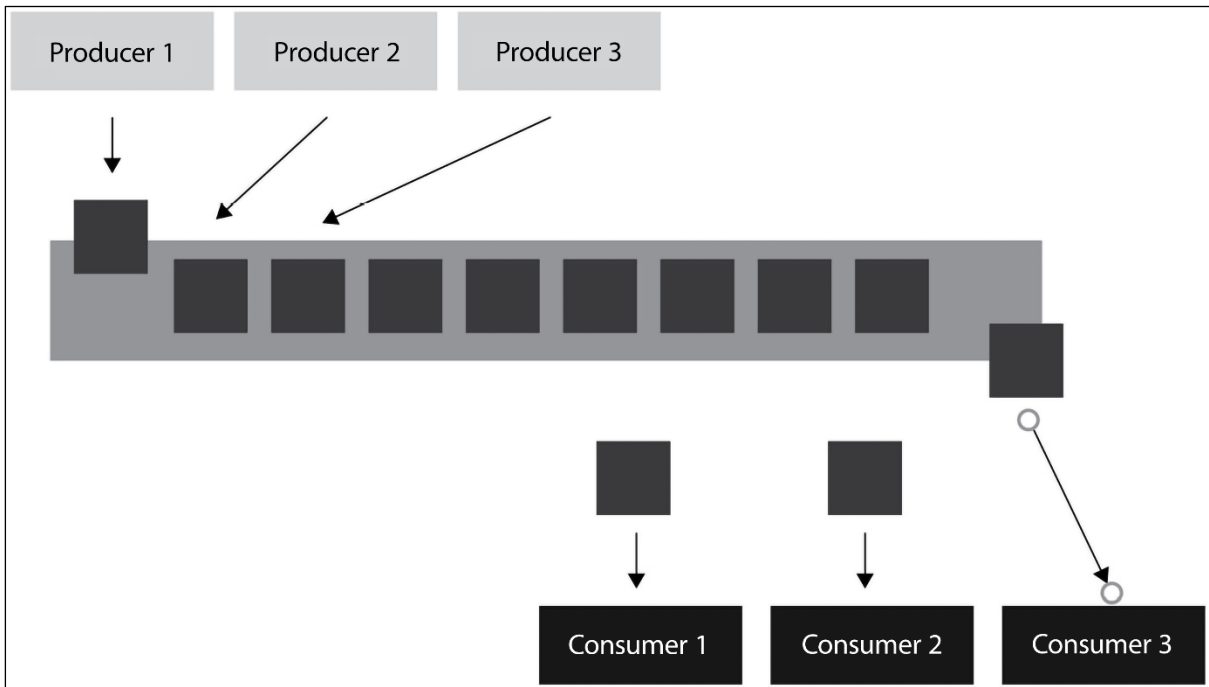 Producer 1
Producer 2
Producer 3
Consumer 1
Consumer 2
Consumer 3